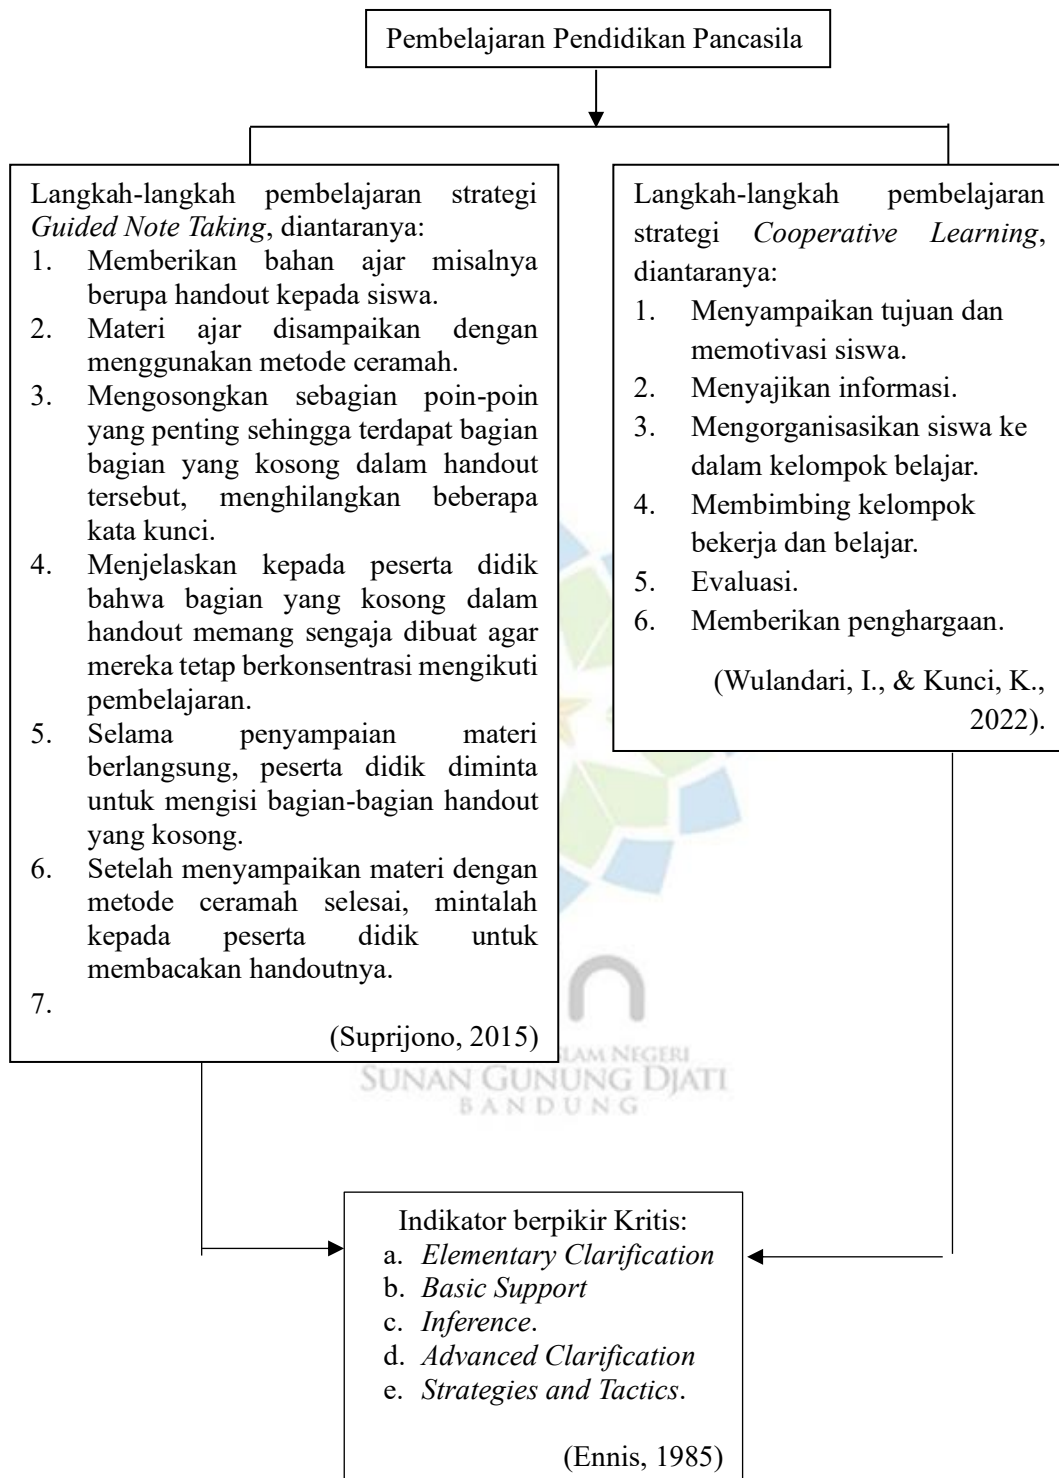 Pembelajaran Pendidikan Pancasila
Langkah-langkah pembelajaran strategi
Guided Note Taking, diantaranya:
1. Memberikan bahan ajar misalnya
berupa handout kepada siswa.
2. Materi ajar disampaikan dengan
menggunakan metode ceramah.
3. Mengosongkan sebagian poin-poin
yang penting sehingga terdapat bagian
bagian yang kosong dalam handout
tersebut, menghilangkan beberapa
kata kunci.
4. Menjelaskan kepada peserta didik
bahwa bagian yang kosong dalam
handout memang sengaja dibuat agar
mereka tetap berkonsentrasi mengikuti
pembelajaran.
5. Selama penyampaian materi
berlangsung, peserta didik diminta
untuk mengisi bagian-bagian handout
yang kosong.
6. Setelah menyampaikan materi dengan
metode ceramah selesai, mintalah
kepada peserta didik untuk
membacakan handoutnya.
7.
(Suprijono, 2015)
Langkah-langkah pembelajaran
strategi Cooperative Learning,
diantaranya:
1. Menyampaikan tujuan dan
memotivasi siswa.
2. Menyajikan informasi.
3. Mengorganisasikan siswa ke
dalam kelompok belajar.
4. Membimbing kelompok
bekerja dan belajar.
5. Evaluasi.
6. Memberikan penghargaan.
(Wulandari, I., & Kunci, K.,
2022).
NEGERI
SUNAN GUNUNG DJATI
BANDUNG
Indikator berpikir Kritis:
a. Elementary Clarification
b. Basic Support
c. Inference.
d. Advanced Clarification
e. Strategies and Tactics.
(Ennis, 1985)